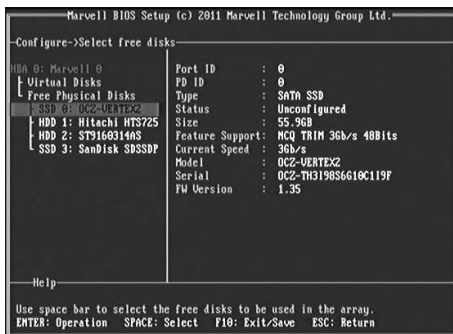 Marvell BIOS Setup (c) 2011 Marvell Technology Group Ltd.
Configure->Select free disks
HBA 0: Marvell 0
Virtual Disks
Free Physical Disks
SSD 0: OCZ-VERTEX2
HDD 1: Hitachi HTS725
HDD 2: ST9160314AS
SSD 3: SanDisk SDSSDP
Port ID : 0
PD ID : 0
Type : SATA SSD
Status : Unconfigured
Size : 55.9GB
Feature Support: NCQ TRIM 3Gb/s 48Bits
Current Speed : 3Gb/s
Model : OCZ-VERTEX2
Serial : OCZ-TH3I98S6G10C1I9F
FW Version : 1.35
Help
Use space bar to select the free disks to be used in the array.
ENTER: Operation SPACE: Select F10: Exit/Save ESC: Return